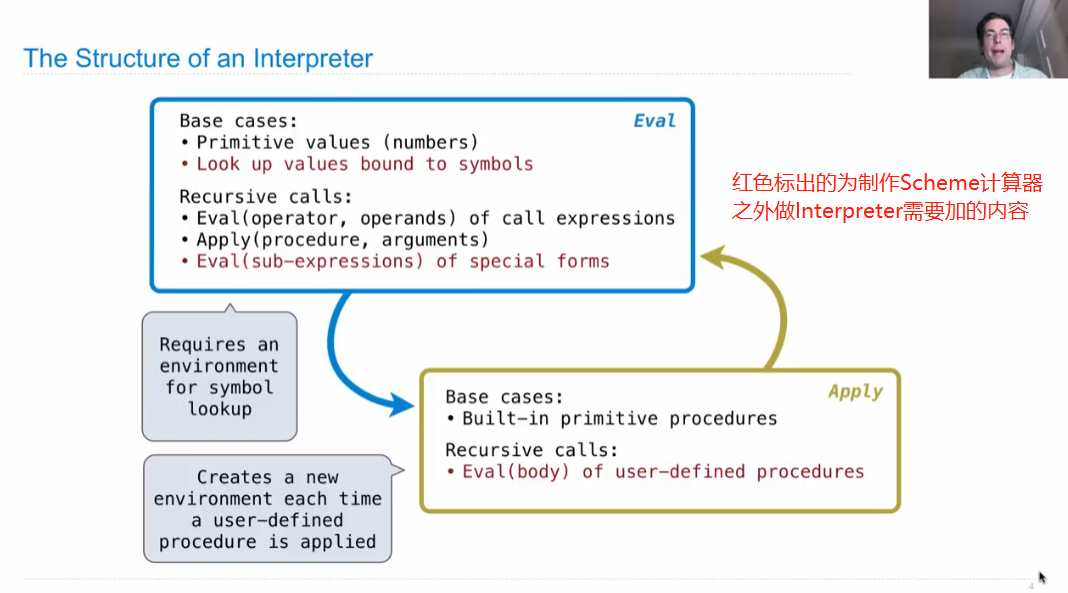 The Structure of an Interpreter
Base cases:
Eval
• Primitive values (numbers)
• Look up values bound to symbols
Recursive calls:
• Eval(operator, operands) of call expressions
• Apply(procedure, arguments)
• Eval(sub-expressions) of special forms
红色标出的为制作Scheme计算器
之外做Interpreter需要加的内容
Requires an
environment
for symbol
lookup
Base cases:
Apply
• Built-in primitive procedures
Recursive calls:
• Eval(body) of user-defined procedures
Creates a new
environment each time
a user-defined
procedure is applied
4